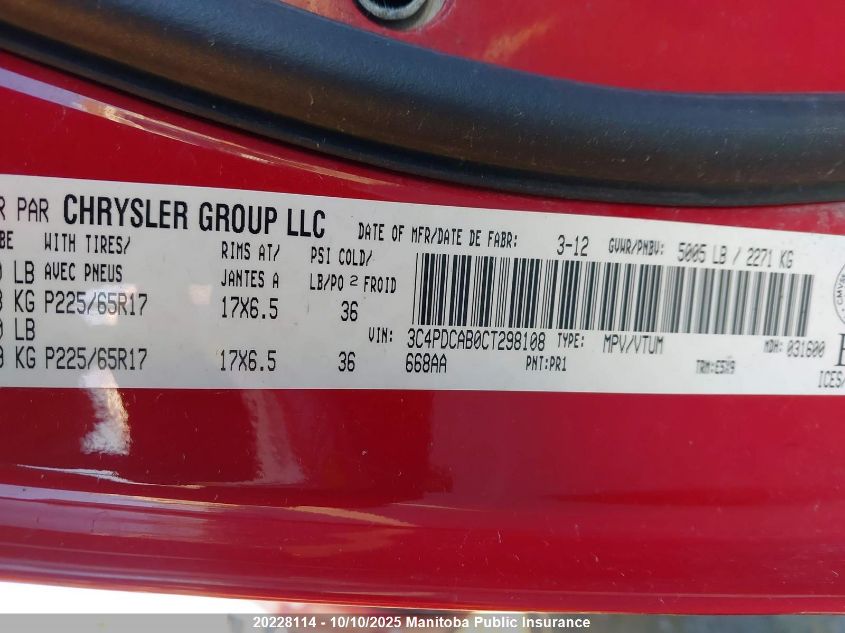 R PAR CHRYSLER GROUP LLC DATE OF MFR/DATE DE FABR: 3-12 GVWR/PNBV: 5005 LB / 2271 KG
BE WITH TIRES/ RIMS AT/ PSI COLD/
LB AVEC PNEUS JANTES A LB/PO 2 FROID
KG P225/65R17 17X6.5 36
LB VIN: 3C4PDCAB0CT298108 TYPE: MPV/VTUM MDH: 031600
KG P225/65R17 17X6.5 36 668AA PNT:PR1
ICES/
20228114 - 10/10/2025 Manitoba Public Insurance